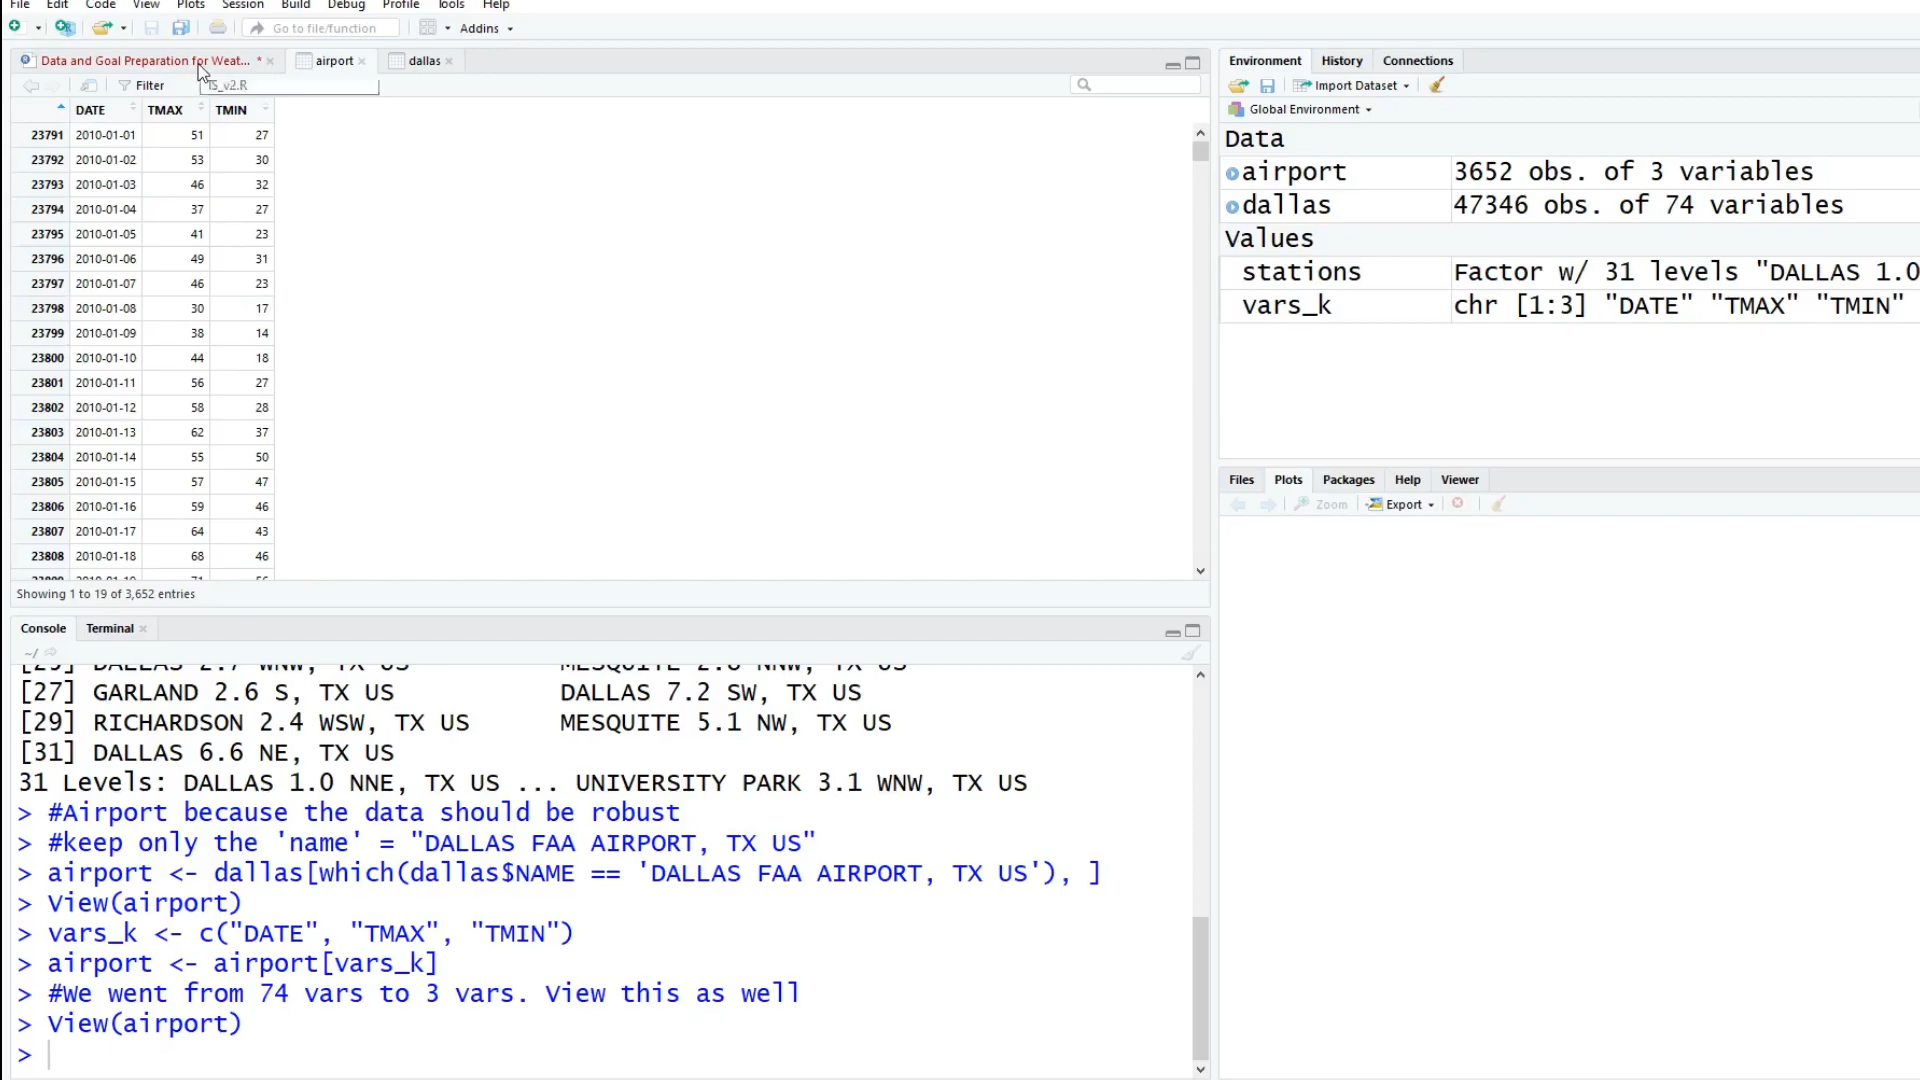 File Edit Code View Plots Session Build Debug Profile Tools Help
Go to file/function Addins
Data and Goal Preparation for Weat... * airport dallas
Filter Ts_v2.R
DATE TMAX TMIN
23791 2010-01-01 51 27
23792 2010-01-02 53 30
23793 2010-01-03 46 32
23794 2010-01-04 37 27
23795 2010-01-05 41 23
23796 2010-01-06 49 31
23797 2010-01-07 46 23
23798 2010-01-08 30 17
23799 2010-01-09 38 14
23800 2010-01-10 44 18
23801 2010-01-11 56 27
23802 2010-01-12 58 28
23803 2010-01-13 62 37
23804 2010-01-14 55 50
23805 2010-01-15 57 47
23806 2010-01-16 59 46
23807 2010-01-17 64 43
23808 2010-01-18 68 46
Showing 1 to 19 of 3,652 entries
Console Terminal
~/
DALLAS 2.7 WNW, TX US
[27] GARLAND 2.6 S, TX US DALLAS 7.2 SW, TX US
[29] RICHARDSON 2.4 WSW, TX US MESQUITE 5.1 NW, TX US
[31] DALLAS 6.6 NE, TX US
31 Levels: DALLAS 1.0 NNE, TX US ... UNIVERSITY PARK 3.1 WNW, TX US
> #Airport because the data should be robust
> #keep only the 'name' = "DALLAS FAA AIRPORT, TX US"
> airport <- dallas[which(dallas$NAME == 'DALLAS FAA AIRPORT, TX US'), ]
> View(airport)
> vars_k <- c("DATE", "TMAX", "TMIN")
> airport <- airport[vars_k]
> #We went from 74 vars to 3 vars. View this as well
> View(airport)
>
Environment History Connections
Import Dataset
Global Environment
Data
airport 3652 obs. of 3 variables
dallas 47346 obs. of 74 variables
Values
stations Factor w/ 31 levels "DALLAS 1.0
vars_k chr [1:3] "DATE" "TMAX" "TMIN"
Files Plots Packages Help Viewer
Zoom Export